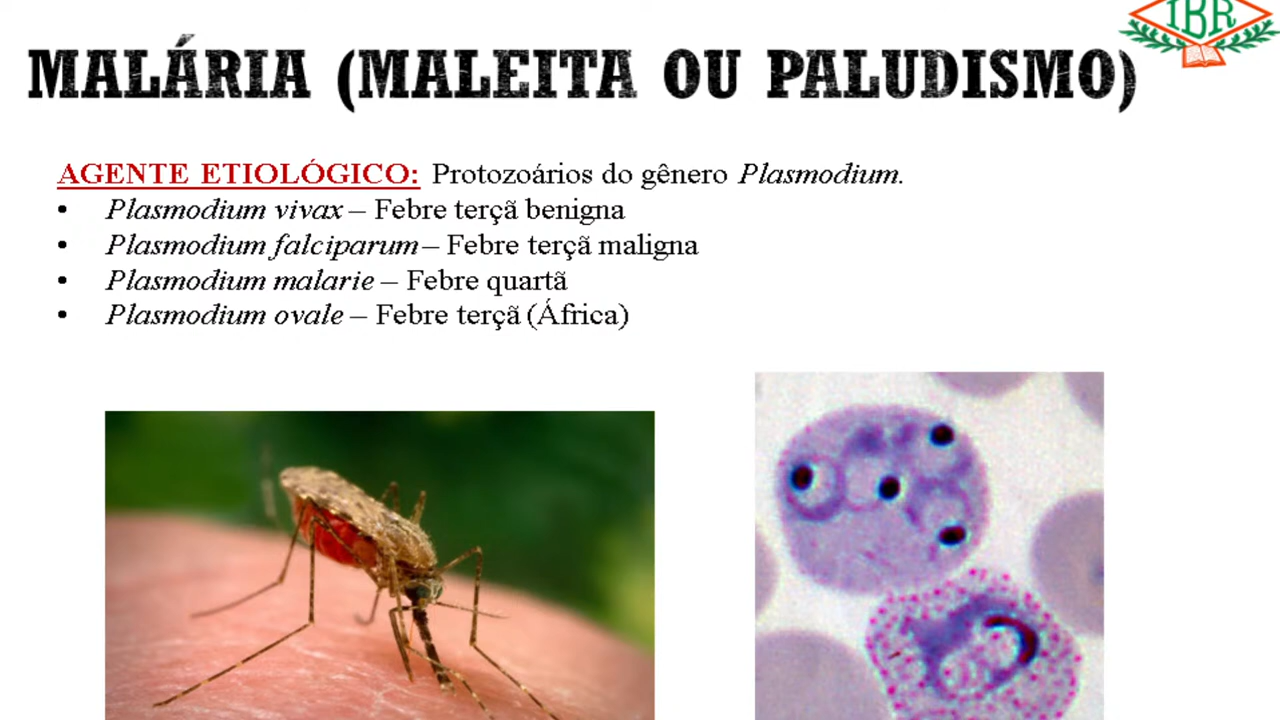 IBR
MALÁRIA (MALEITA OU PALUDISMO)
AGENTE ETIOLÓGICO: Protozoários do gênero Plasmodium.
• Plasmodium vivax – Febre terçã benigna
• Plasmodium falciparum – Febre terçã maligna
• Plasmodium malarie – Febre quartã
• Plasmodium ovale – Febre terçã (África)